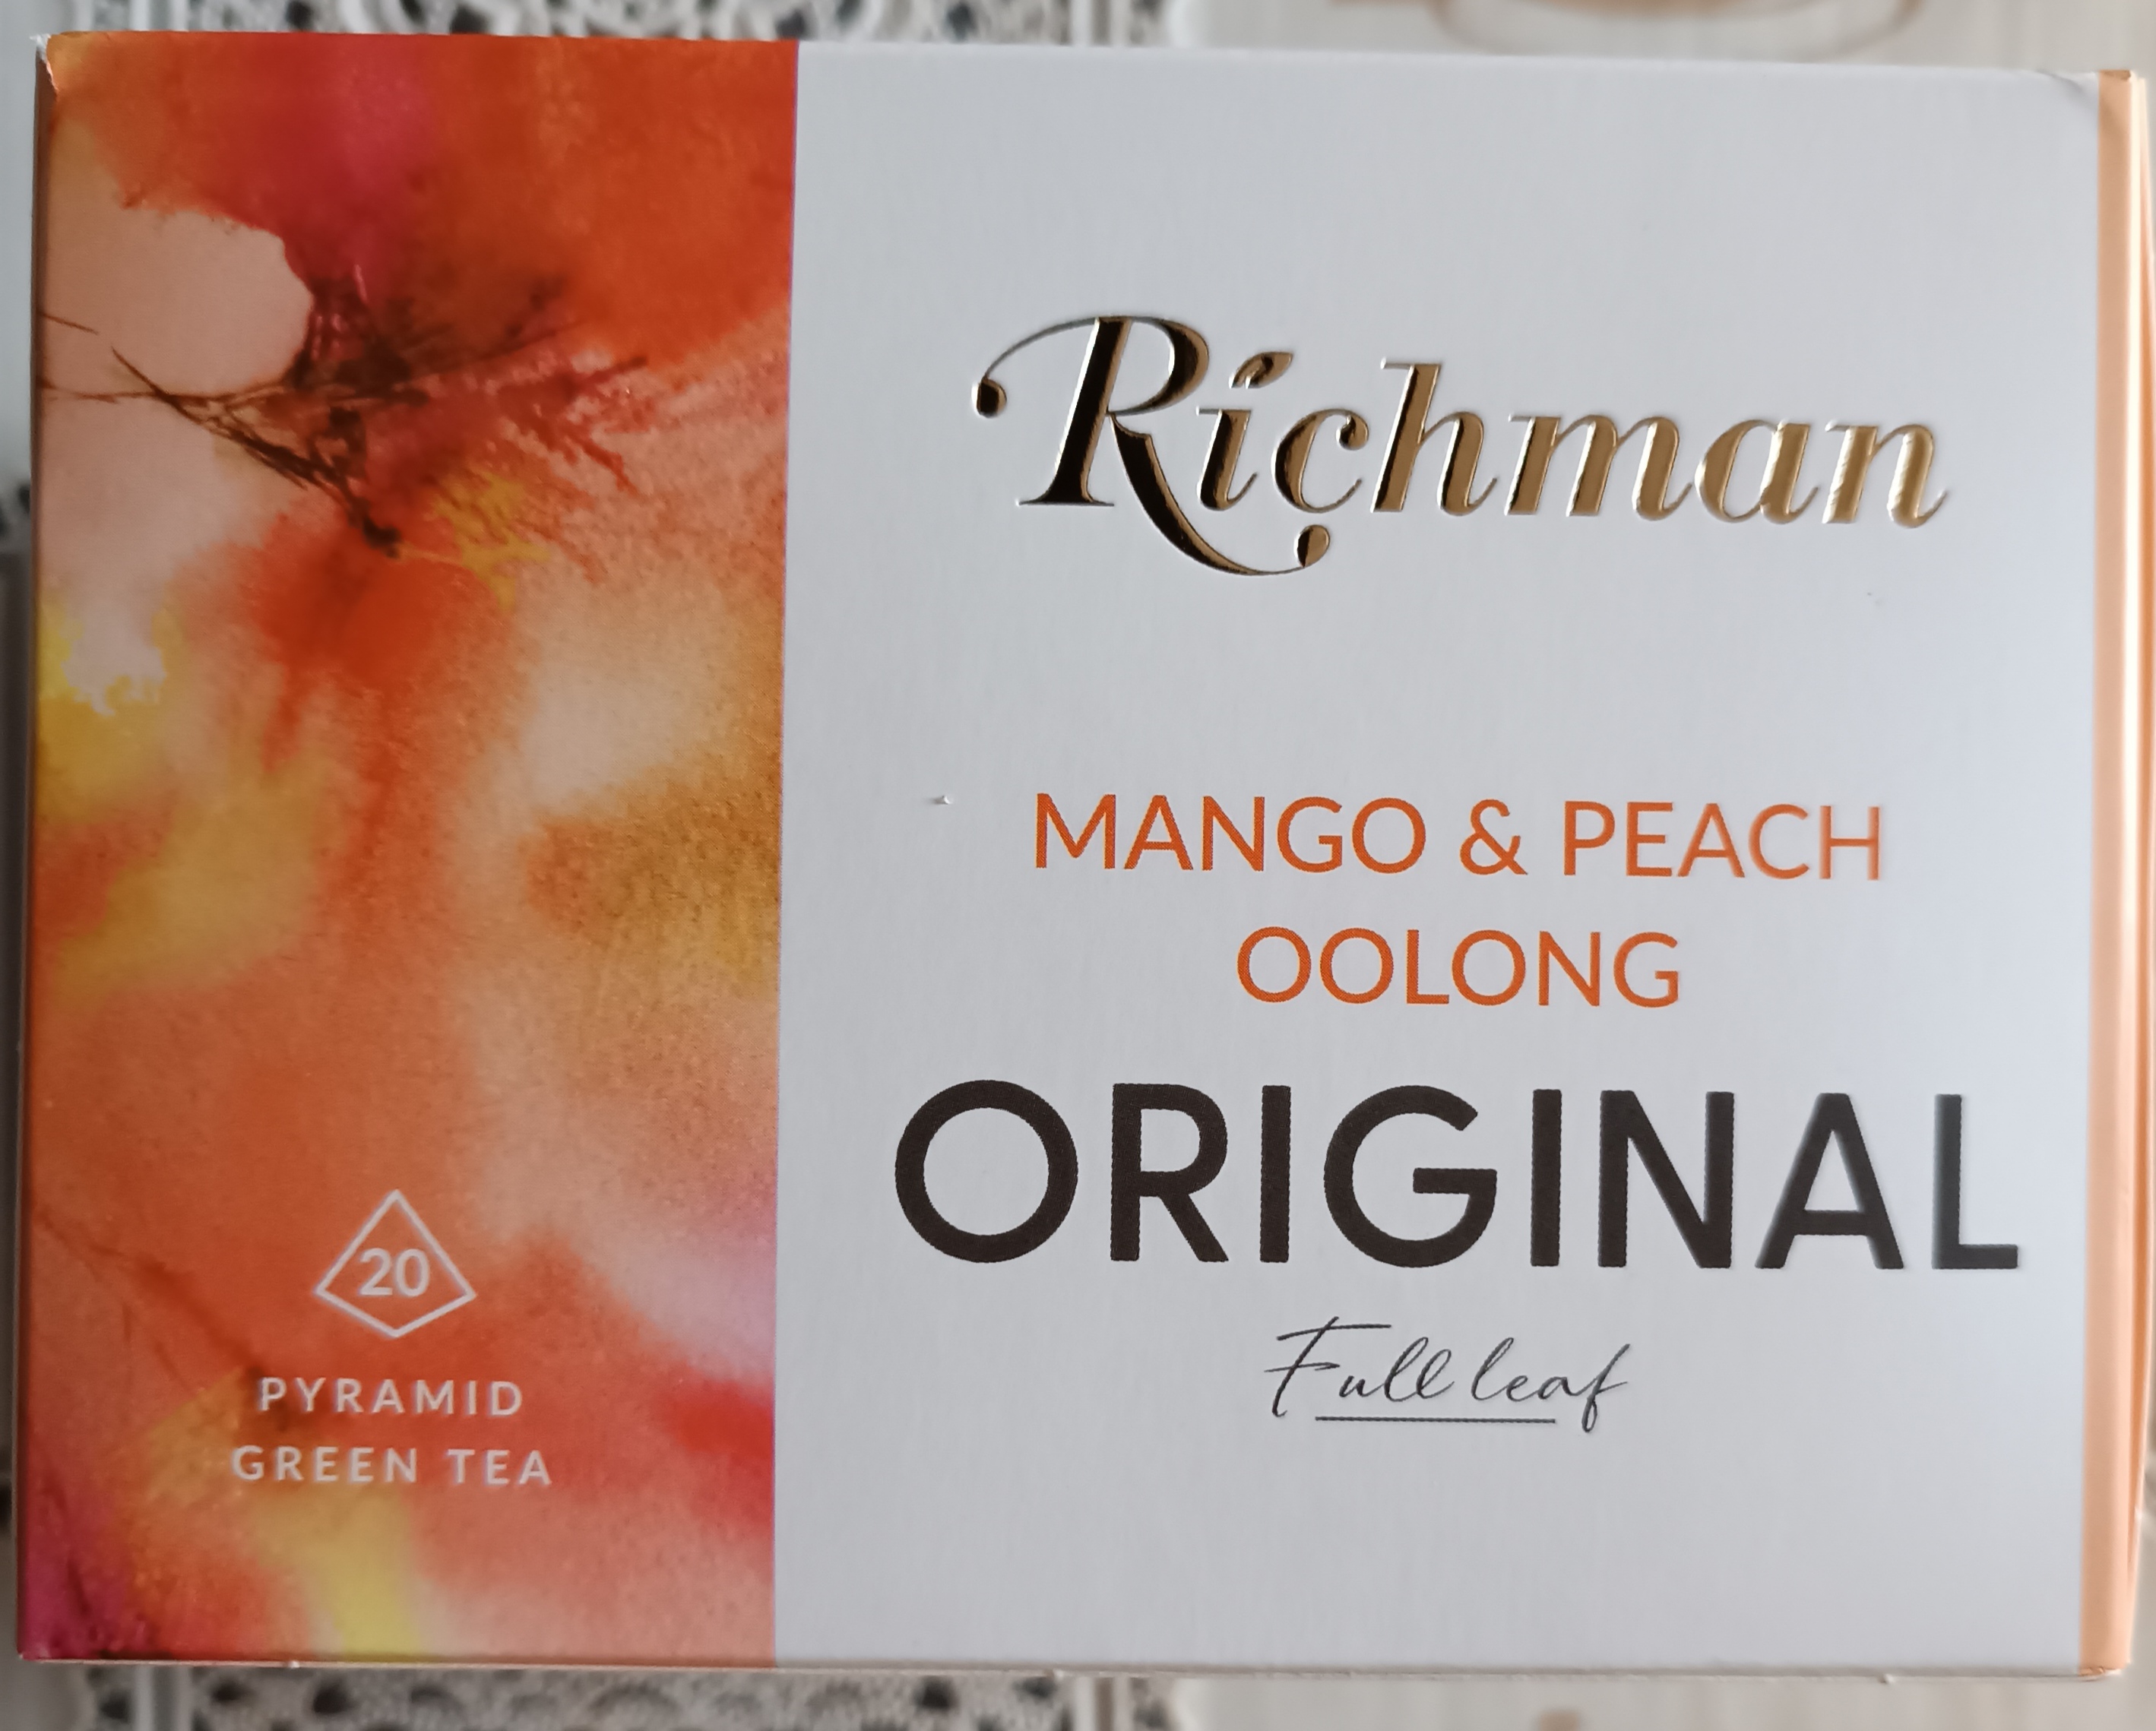 Richman
MANGO & PEACH
OOLONG
ORIGINAL
Full leaf
20
PYRAMID
GREEN TEA